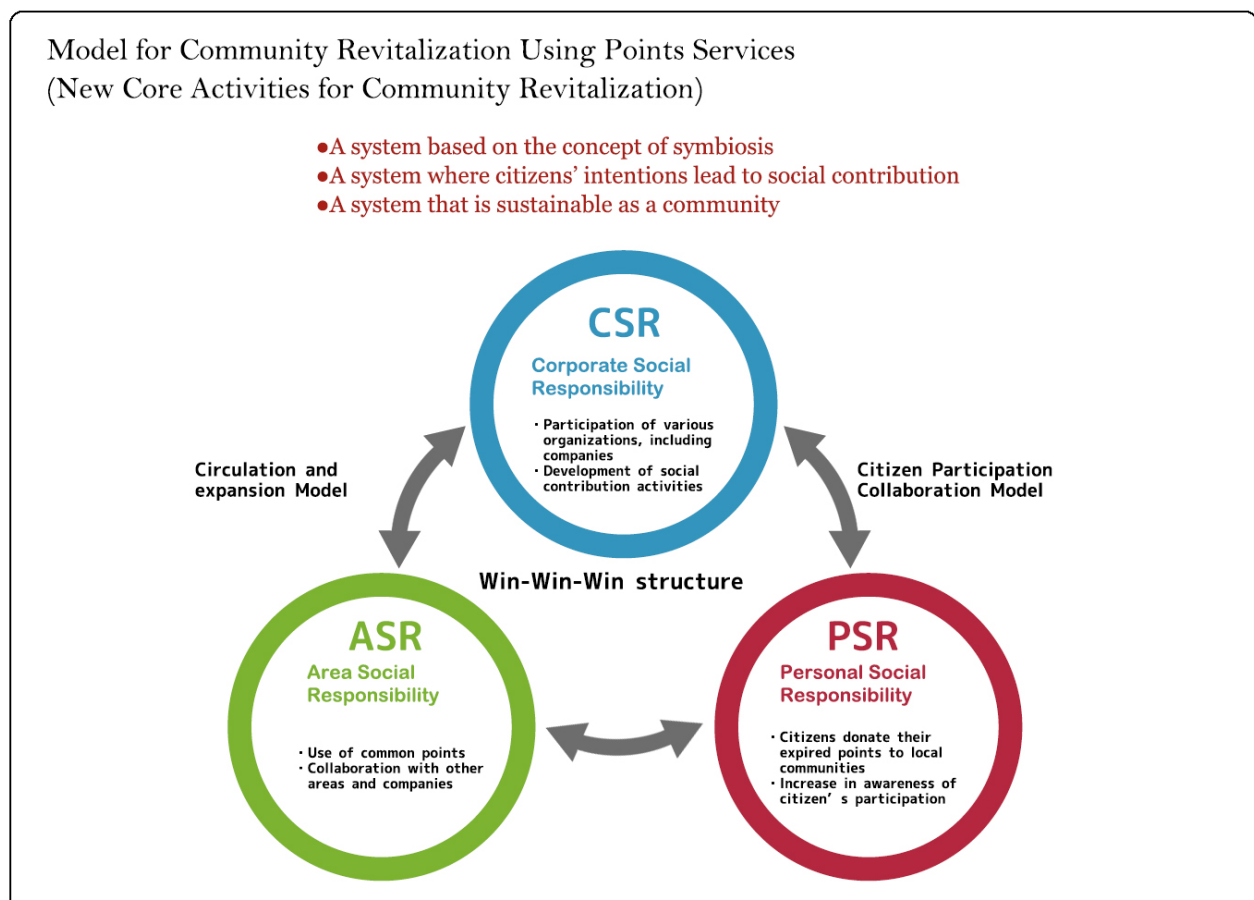 Model for Community Revitalization Using Points Services
(New Core Activities for Community Revitalization)
●A system based on the concept of symbiosis
●A system where citizens’ intentions lead to social contribution
●A system that is sustainable as a community
CSR
Corporate Social
Responsibility
・Participation of various
organizations, including
companies
・Development of social
contribution activities
Circulation and
expansion Model
Citizen Participation
Collaboration Model
Win-Win-Win structure
ASR
Area Social
Responsibility
・Use of common points
・Collaboration with other
areas and companies
PSR
Personal Social
Responsibility
・Citizens donate their
expired points to local
communities
・Increase in awareness of
citizen’s participation